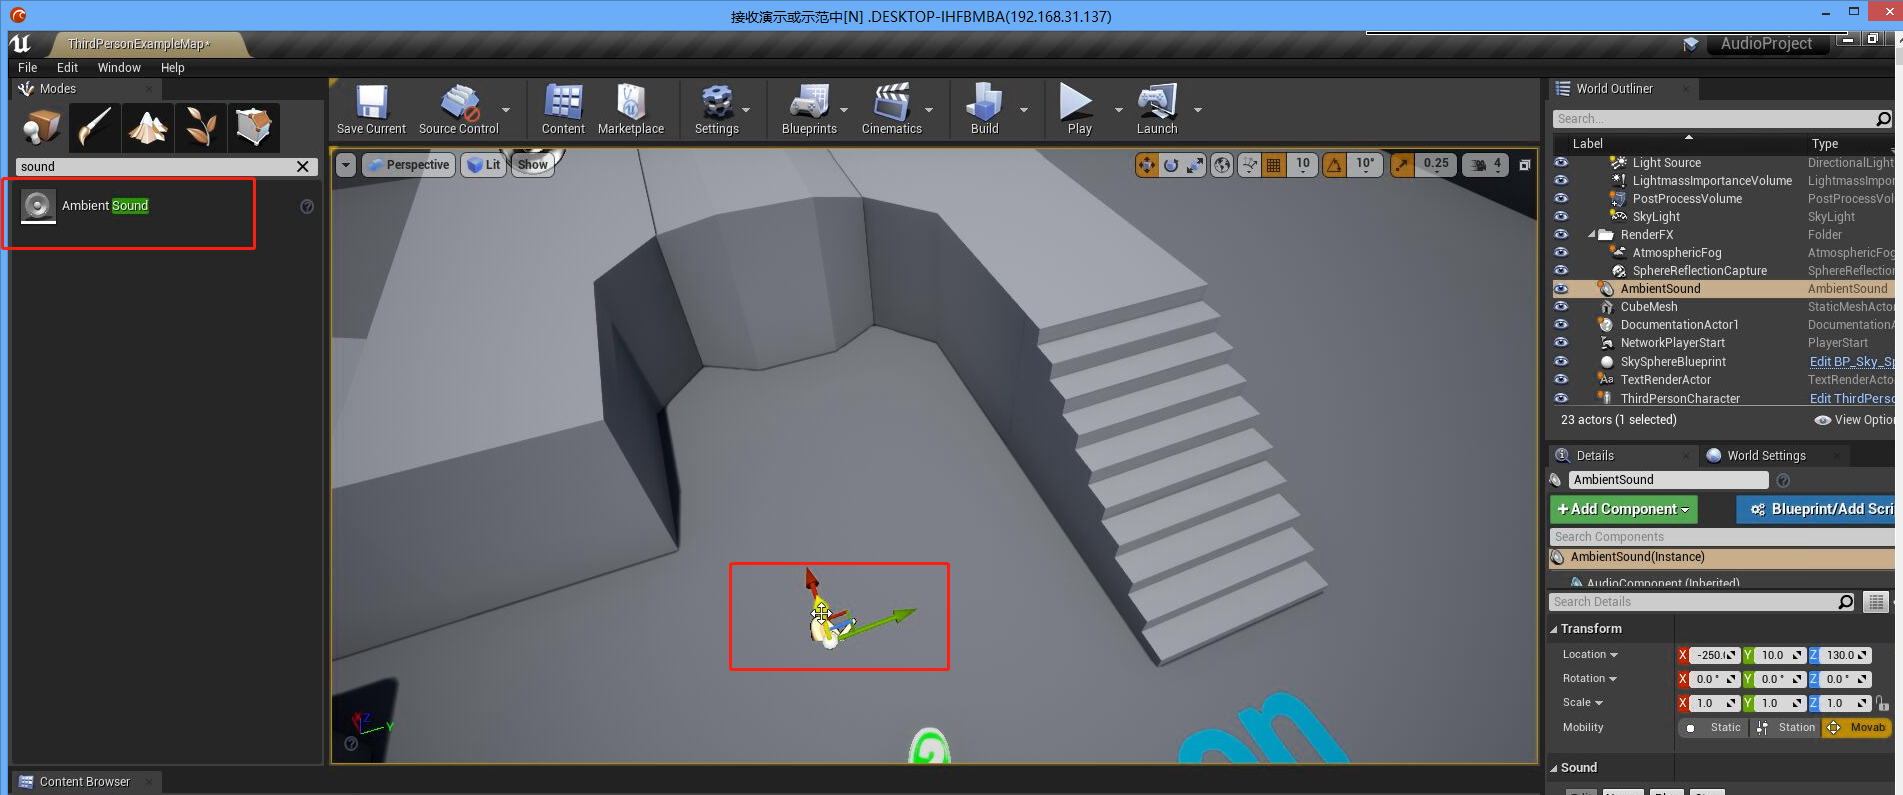 接收演示或示范中[N] .DESKTOP-IHFBMBA(192.168.31.137)
ThirdPersonExampleMap*
AudioProject
File Edit Window Help
Modes
sound
Ambient Sound
Save Current
Source Control
Content
Marketplace
Settings
Blueprints
Cinematics
Build
Play
Launch
Perspective
Lit
Show
10
10°
0.25
4
X Z Y
World Outliner
Search...
Label Type
Light Source DirectionalLight
LightmassImportanceVolume Lightmass
PostProcessVolume PostProcessVol
SkyLight SkyLight
RenderFX Folder
AtmosphericFog AtmosphericFog
SphereReflectionCapture SphereReflection
AmbientSound AmbientSound
CubeMesh StaticMeshActor
DocumentationActor1 Documentation
NetworkPlayerStart PlayerStart
SkySphereBlueprint Edit BP_Sky_Sp
TextRenderActor TextRenderActo
ThirdPersonCharacter Edit ThirdPerso
23 actors (1 selected)
View Optio
Details
World Settings
AmbientSound
+Add Component
Blueprint/Add Scri
Search Components
AmbientSound(Instance)
AudioComponent (Inherited)
Search Details
Transform
Location X -250.0 Y 10.0 Z 130.0
Rotation X 0.0° Y 0.0° Z 0.0°
Scale X 1.0 Y 1.0 Z 1.0
Mobility Static Station Movab
Sound
Content Browser